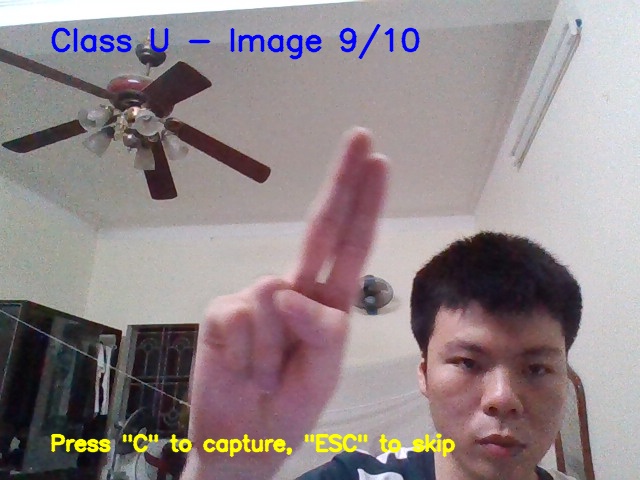 Class U - Image 9/10
Press "C" to capture, "ESC" to skip